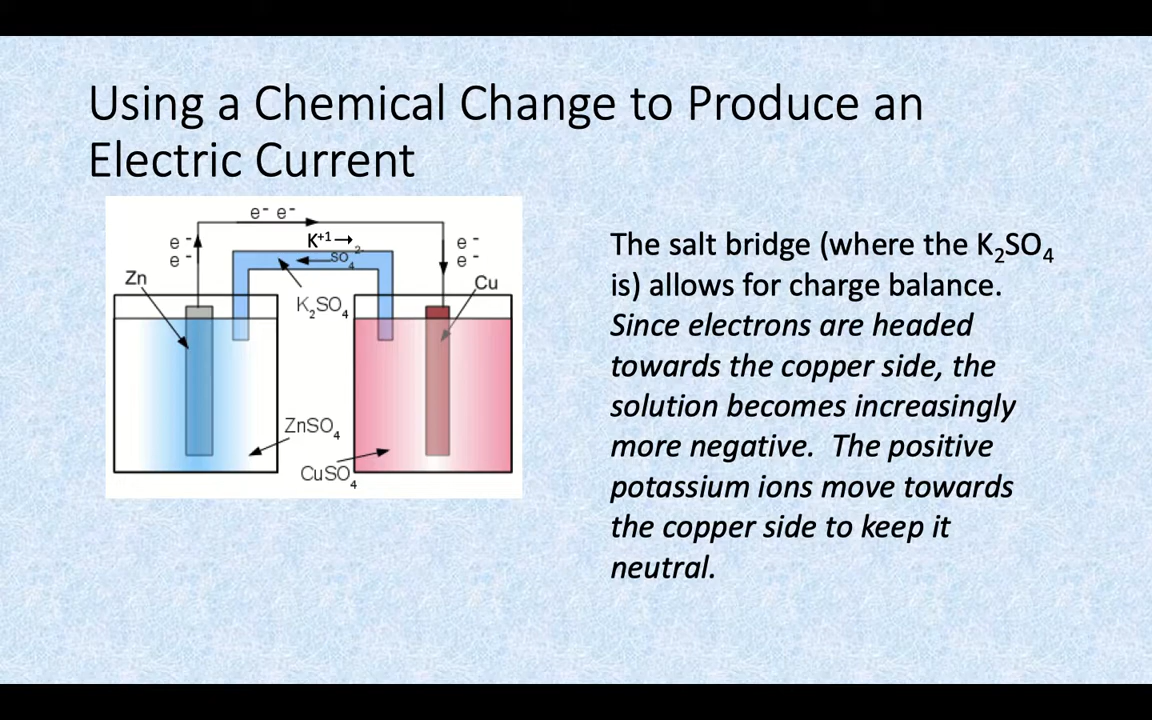 Using a Chemical Change to Produce an
Electric Current
e⁻ e⁻
K⁺¹ →
e⁻
e⁻
SO₄²⁻
e⁻
e⁻
Zn
Cu
K₂SO₄
ZnSO₄
CuSO₄
The salt bridge (where the K₂SO₄
is) allows for charge balance.
Since electrons are headed
towards the copper side, the
solution becomes increasingly
more negative.  The positive
potassium ions move towards
the copper side to keep it
neutral.